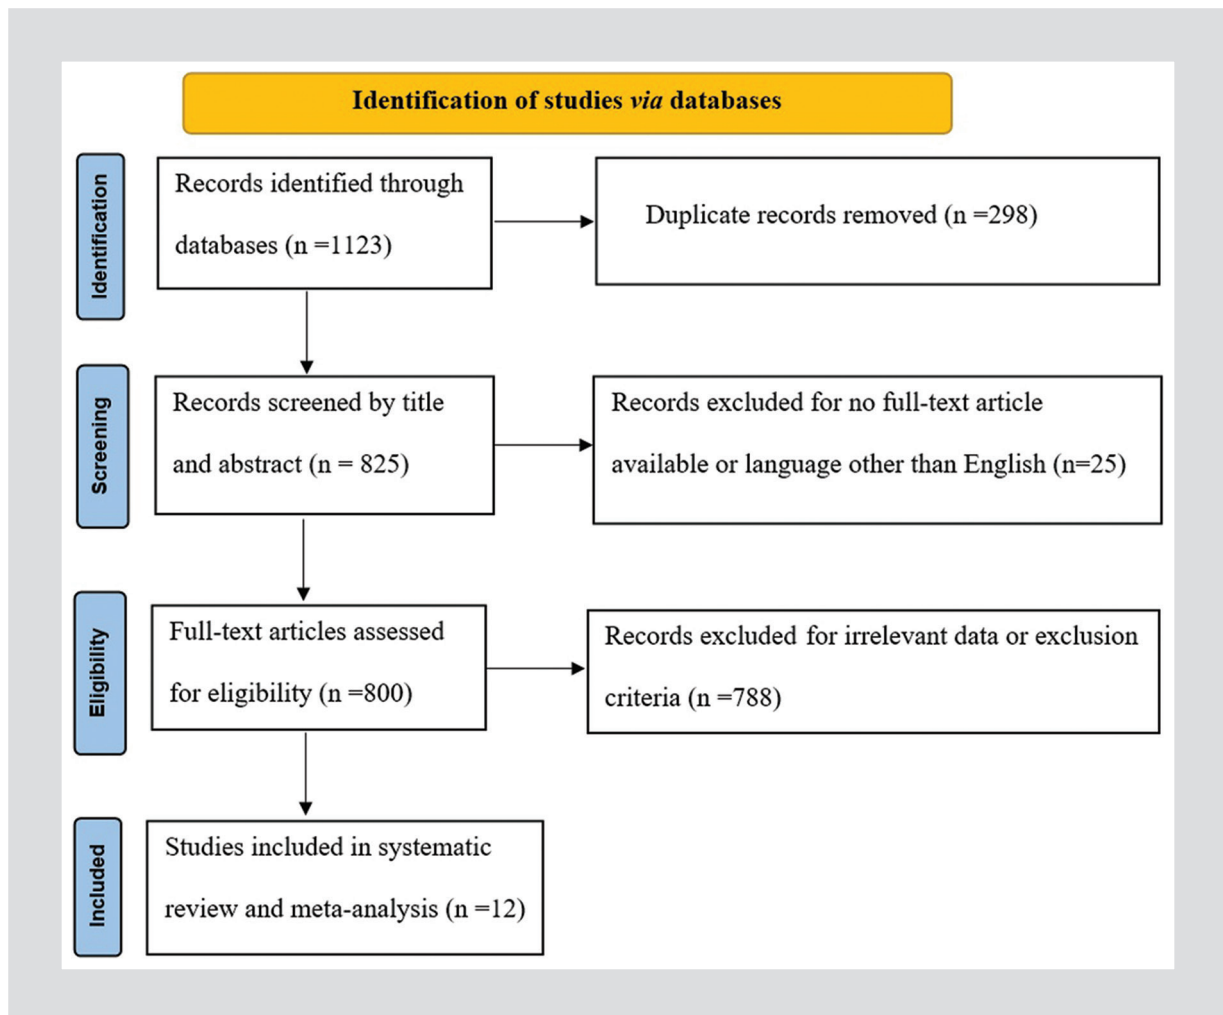 Identification of studies via databases
Identification
Records identified through
databases (n =1123)
Duplicate records removed (n =298)
Screening
Records screened by title
and abstract (n = 825)
Records excluded for no full-text article
available or language other than English (n=25)
Eligibility
Full-text articles assessed
for eligibility (n =800)
Records excluded for irrelevant data or exclusion
criteria (n =788)
Included
Studies included in systematic
review and meta-analysis (n =12)